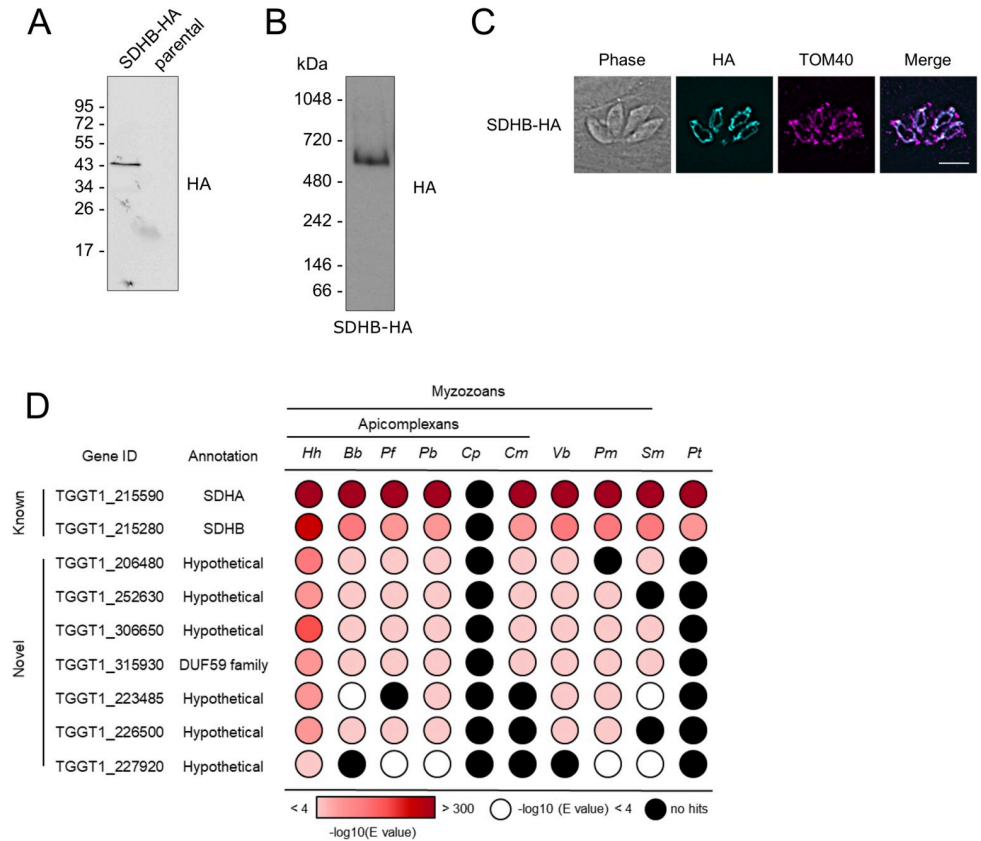 A
SDHB-HA
parental
95 -
72 -
55 -
43 -
34 -
26 -
17 -
HA
B
kDa
1048 -
720 -
480 -
242 -
146 -
66 -
HA
SDHB-HA
C
Phase HA TOM40 Merge
SDHB-HA
D
Myzozoans
Apicomplexans
Gene ID Annotation Hh Bb Pf Pb Cp Cm Vb Pm Sm Pt
Known
TGGT1_215590 SDHA
TGGT1_215280 SDHB
Novel
TGGT1_206480 Hypothetical
TGGT1_252630 Hypothetical
TGGT1_306650 Hypothetical
TGGT1_315930 DUF59 family
TGGT1_223485 Hypothetical
TGGT1_226500 Hypothetical
TGGT1_227920 Hypothetical
< 4 > 300 -log10 (E value) < 4 no hits
-log10(E value)